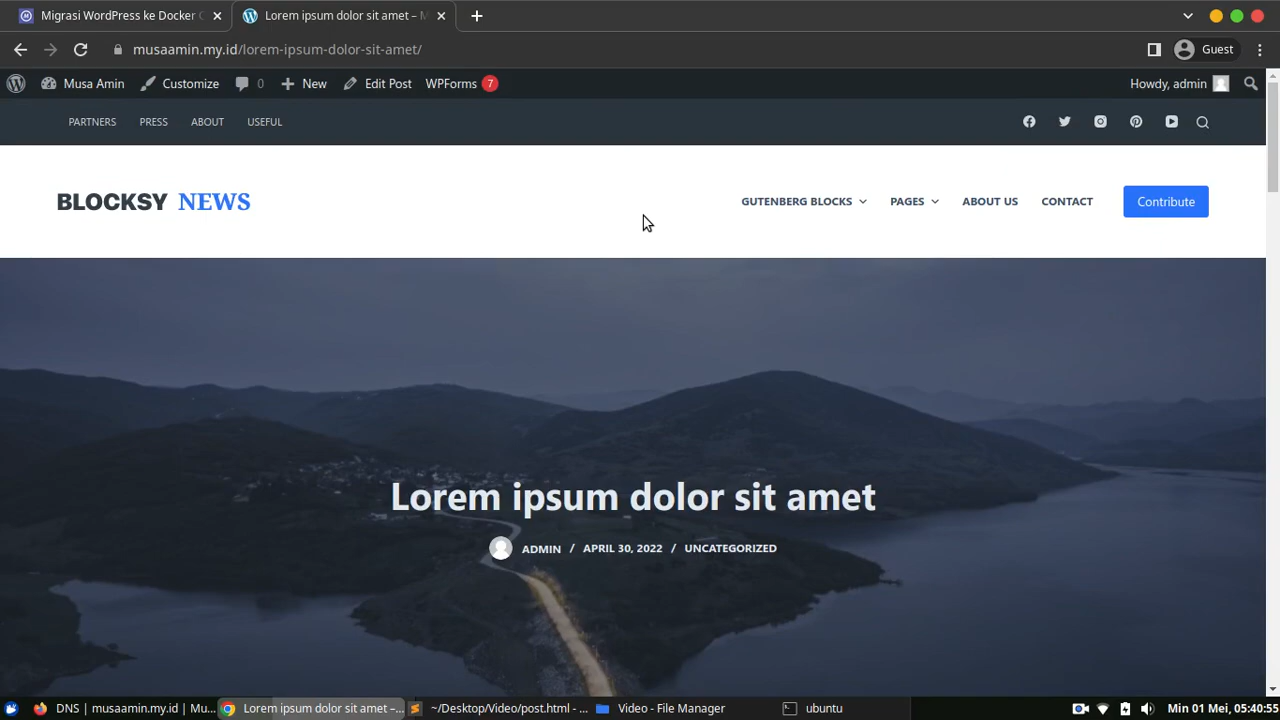 Migrasi WordPress ke Docker
Lorem ipsum dolor sit amet –
musaamin.my.id/lorem-ipsum-dolor-sit-amet/
Guest
Musa Amin
Customize
0
New
Edit Post
WPForms
7
Howdy, admin
PARTNERS
PRESS
ABOUT
USEFUL
BLOCKSY NEWS
GUTENBERG BLOCKS
PAGES
ABOUT US
CONTACT
Contribute
Lorem ipsum dolor sit amet
ADMIN / APRIL 30, 2022 / UNCATEGORIZED
DNS | musaamin.my.id | Mu...
Lorem ipsum dolor sit amet –...
~/Desktop/Video/post.html - ...
Video - File Manager
ubuntu
Min 01 Mei, 05:40:55